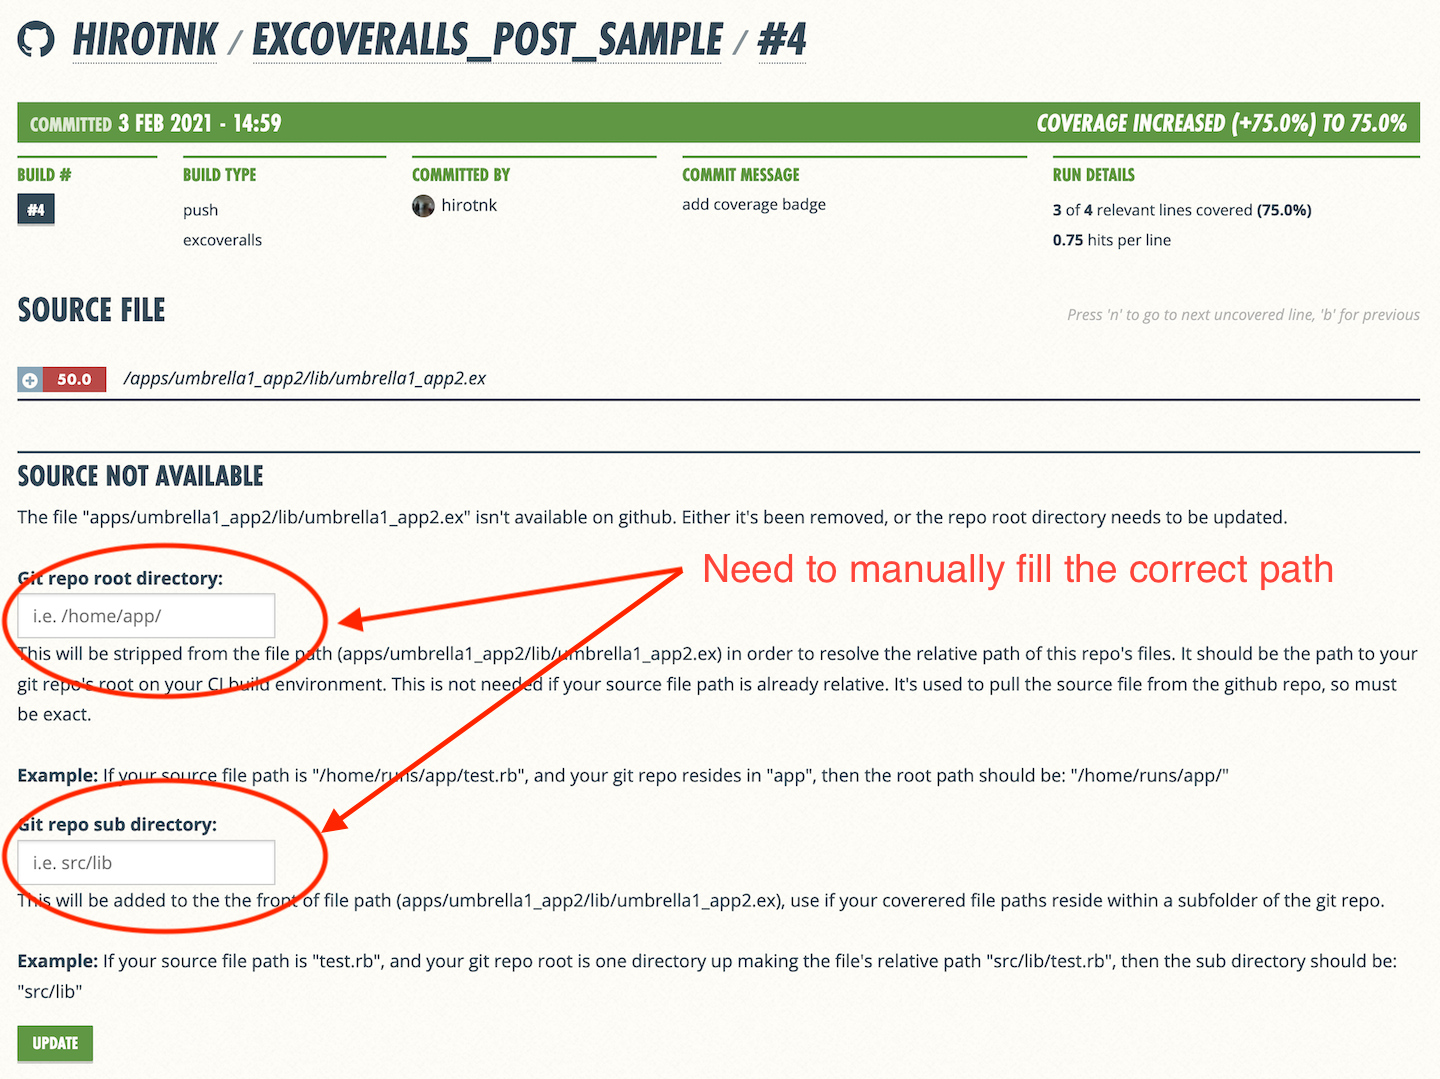 HIROTNK / EXCOVERALLS_POST_SAMPLE / #4
COMMITTED 3 FEB 2021 - 14:59
COVERAGE INCREASED (+75.0%) TO 75.0%
BUILD #
#4
BUILD TYPE
push
excoveralls
COMMITTED BY
hirotnk
COMMIT MESSAGE
add coverage badge
RUN DETAILS
3 of 4 relevant lines covered (75.0%)
0.75 hits per line
SOURCE FILE
Press 'n' to go to next uncovered line, 'b' for previous
50.0 /apps/umbrella1_app2/lib/umbrella1_app2.ex
SOURCE NOT AVAILABLE
The file "apps/umbrella1_app2/lib/umbrella1_app2.ex" isn't available on github. Either it's been removed, or the repo root directory needs to be updated.
Need to manually fill the correct path
Git repo root directory:
i.e. /home/app/
This will be stripped from the file path (apps/umbrella1_app2/lib/umbrella1_app2.ex) in order to resolve the relative path of this repo's files. It should be the path to your
git repo's root on your CI build environment. This is not needed if your source file path is already relative. It's used to pull the source file from the github repo, so must
be exact.
Example: If your source file path is "/home/runs/app/test.rb", and your git repo resides in "app", then the root path should be: "/home/runs/app/"
Git repo sub directory:
i.e. src/lib
This will be added to the the front of file path (apps/umbrella1_app2/lib/umbrella1_app2.ex), use if your coverered file paths reside within a subfolder of the git repo.
Example: If your source file path is "test.rb", and your git repo root is one directory up making the file's relative path "src/lib/test.rb", then the sub directory should be:
"src/lib"
UPDATE